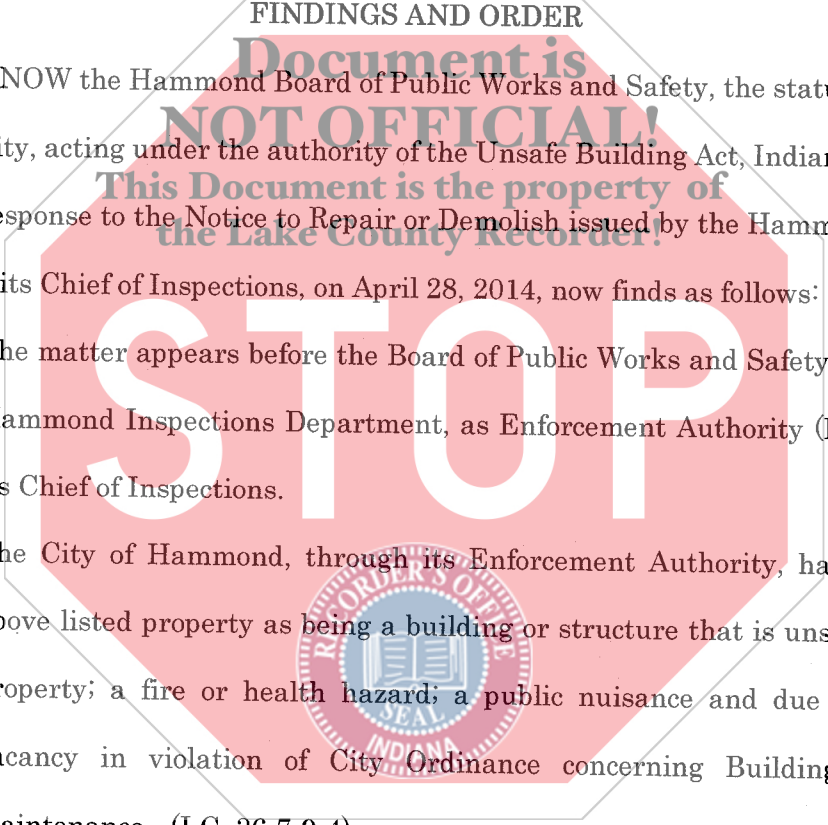 FINDINGS AND ORDER
Document is
NOW the Hammond Board of Public Works and Safety, the statu
NOT OFFICIAL!
ity, acting under the authority of the Unsafe Building Act, Indian
This Document is the property of
esponse to the Notice to Repair or Demolish issued by the Hamm
the Lake County Recorder!
its Chief of Inspections, on April 28, 2014, now finds as follows:
he matter appears before the Board of Public Works and Safety
STOP
ammond Inspections Department, as Enforcement Authority (I
s Chief of Inspections.
he City of Hammond, through its Enforcement Authority, ha
RECORDER'S OFFICE
bove listed property as being a building or structure that is uns
roperty; a fire or health hazard; a public nuisance and due
SEAL
INDIANA
acancy in violation of City Ordinance concerning Building
aintenance (I.C. 36-7-9-4)